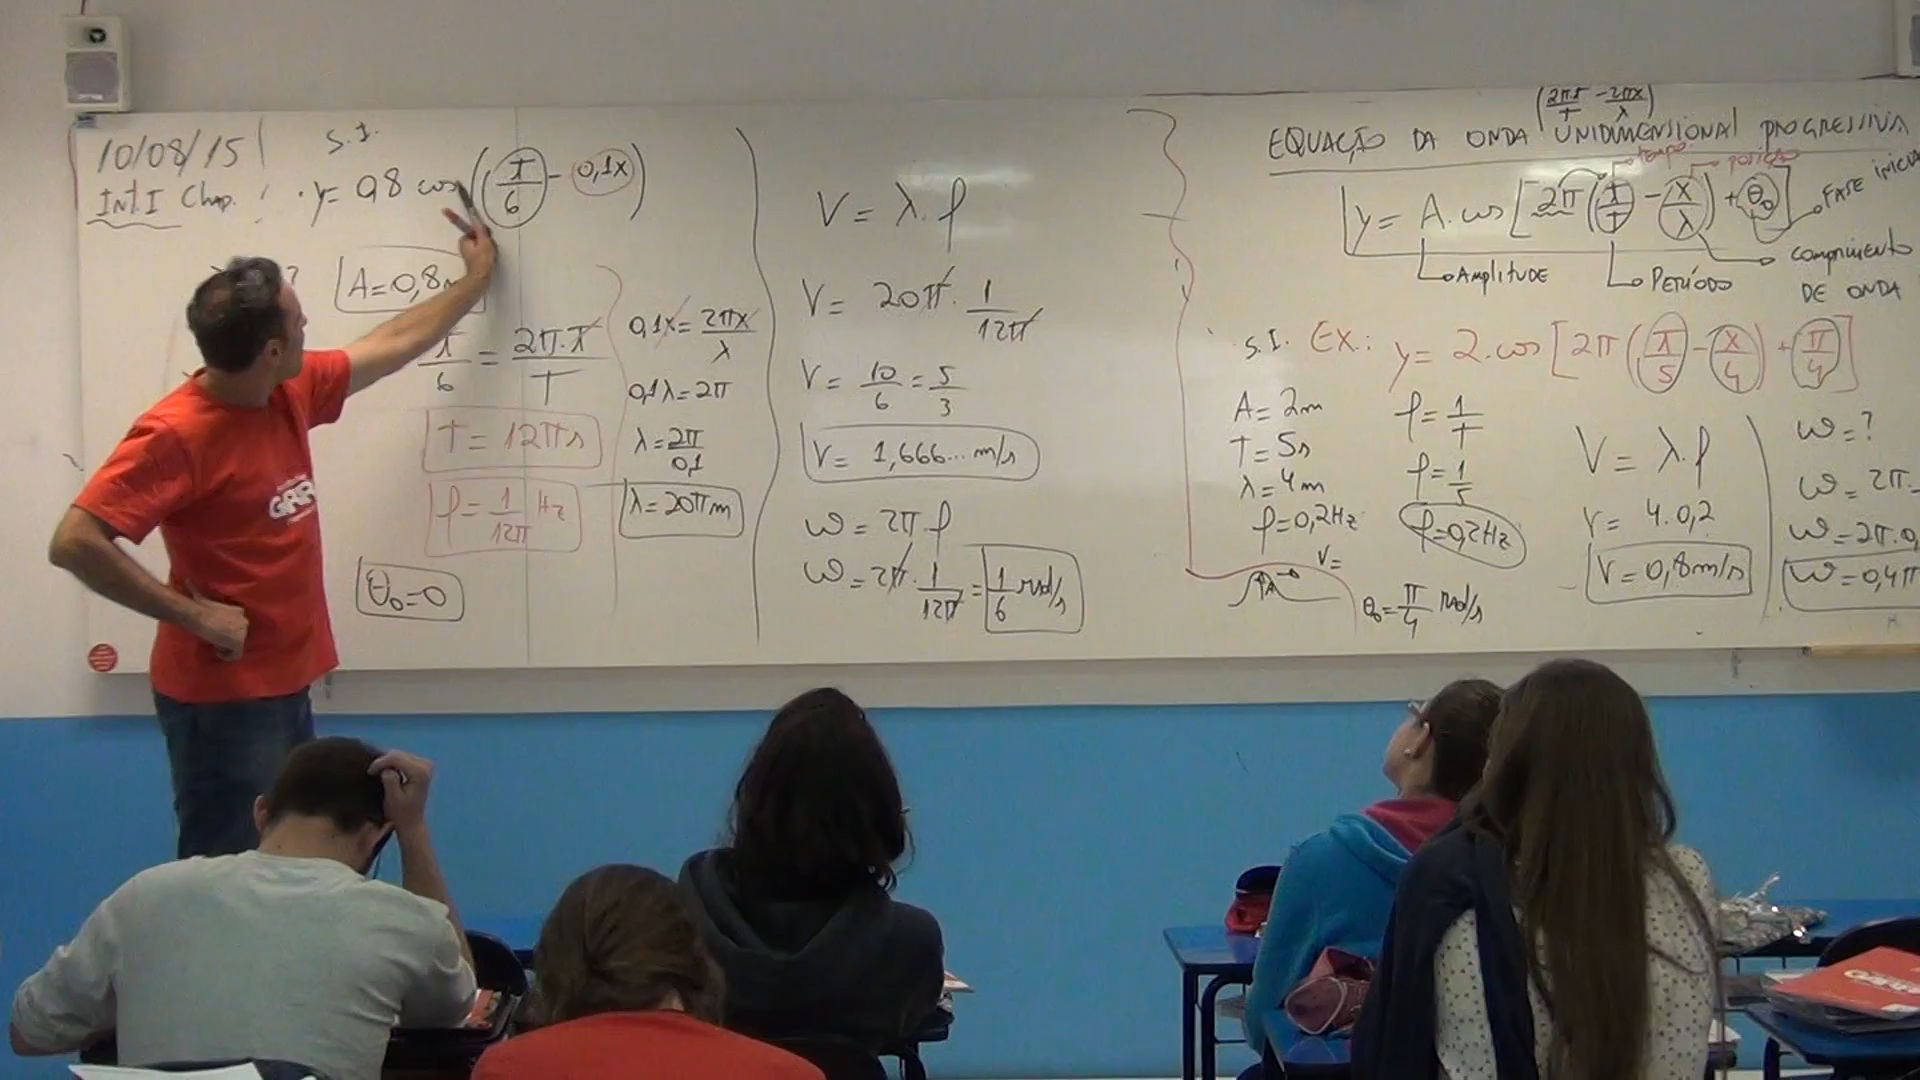 10/08/15
Int. I Chap.
S.I.
y = 0,8 cos (t/6 - 0,1x)
A = 0,8
t/6 = 2π.t/T
T = 12π s
f = 1/12π Hz
θ₀ = 0
0,1x = 2πx/λ
0,1λ = 2π
λ = 2π/0,1
λ = 20π m
V = λ.f
V = 20π . 1/12π
V = 10/6 = 5/3
V = 1,666... m/s
ω = 2π.f
ω = 2π . 1/12π = 1/6 rad/s
(2πt/T - 2πx/λ)
EQUAÇÃO DA ONDA UNIDIMENSIONAL PROGRESSIVA
tempo
posição
y = A.cos [2π (t/T - x/λ) + θ₀]
FASE
Amplitude
PERÍODO
comprimento
DE ONDA
S.I. Ex.: y = 2.cos [2π (t/5 - x/4) + π/4]
A = 2m
T = 5s
λ = 4m
f = 0,2Hz
V =
f = 1/T
f = 1/5
f = 0,2Hz
θ₀ = π/4 rad/s
V = λ.f
V = 4.0,2
V = 0,8m/s
ω = ?
ω = 2π.
ω = 2π.0,
ω = 0,4π